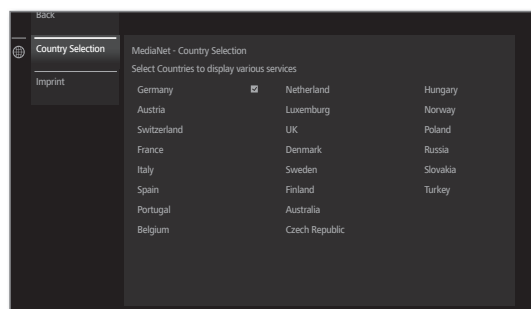 Back
Country Selection
Imprint
MediaNet - Country Selection
Select Countries to display various services
Germany Netherland Hungary
Austria Luxemburg Norway
Switzerland UK Poland
France Denmark Russia
Italy Sweden Slovakia
Spain Finland Turkey
Portugal Australia
Belgium Czech Republic